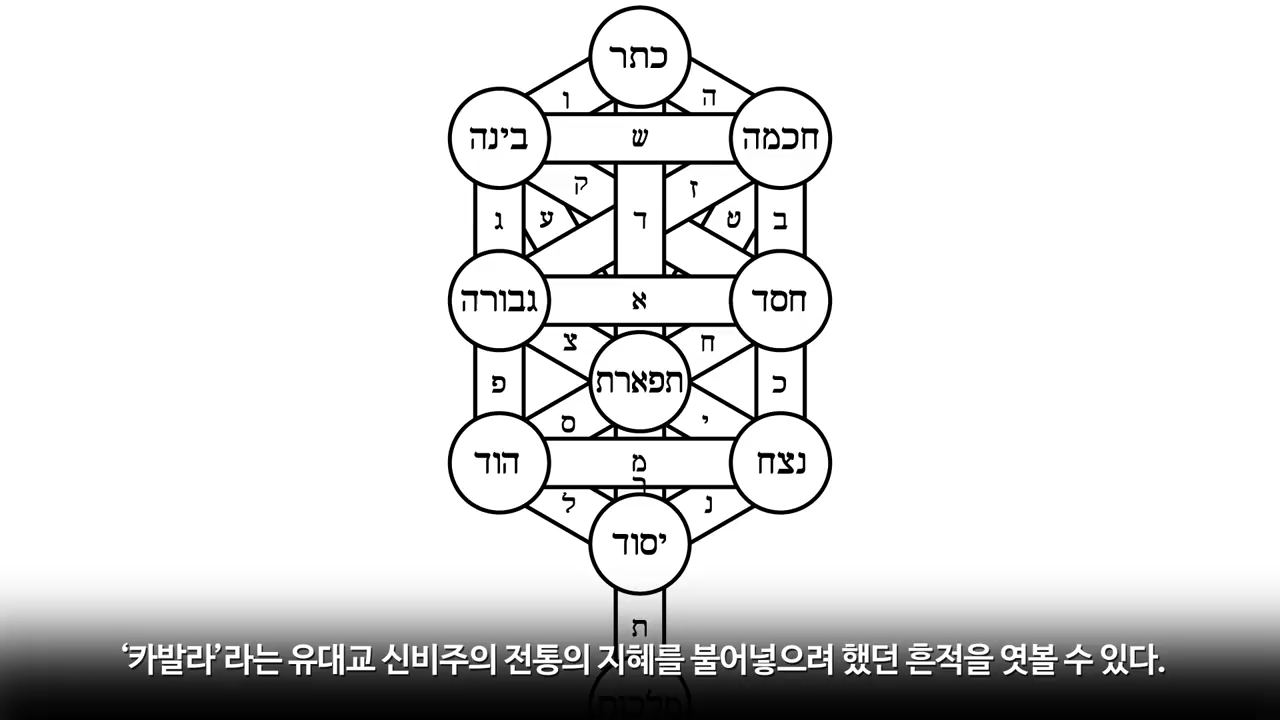 כתר
ה
ו
חכמה
ש
בינה
ז
ק
ב
ט
ד
ע
ג
חסד
א
גבורה
ח
צ
תפארת
כ
פ
י
ס
נצח
מ
הוד
ר
נ
ל
יסוד
ת
‘카발라’라는 유대교 신비주의 전통의 지혜를 불어넣으려 했던 흔적을 엿볼 수 있다.
מלכות